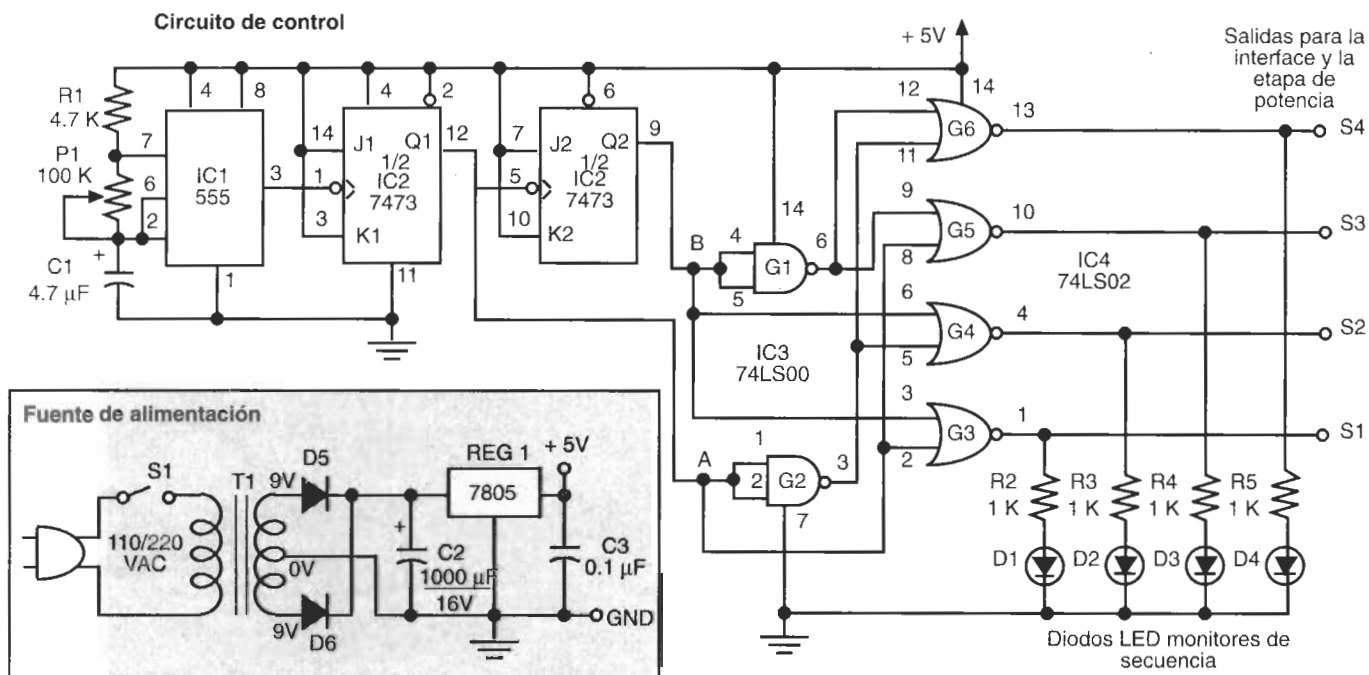 Circuito de control
+ 5V
Salidas para la
interface y la
etapa de
potencia
R1
4.7 K
P1
100 K
C1
4.7 µF
+
4
8
7
6
2
3
1
IC1
555
14
1
3
4
2
12
11
J1
Q1
1/2
IC2
7473
K1
7
5
10
6
9
J2
Q2
1/2
IC2
7473
K2
B
4
5
14
G1
6
IC3
74LS00
A
1
2
G2
3
7
12
11
14
G6
13
S4
9
8
G5
10
S3
IC4
74LS02
6
5
G4
4
S2
3
2
G3
1
S1
R2
1 K
R3
1 K
R4
1 K
R5
1 K
D1
D2
D3
D4
Diodos LED monitores de
secuencia
Fuente de alimentación
S1
110/220
VAC
T1
9V
0V
9V
D5
D6
+
C2
1000 µF
16V
REG 1
7805
+ 5V
C3
0.1 µF
GND